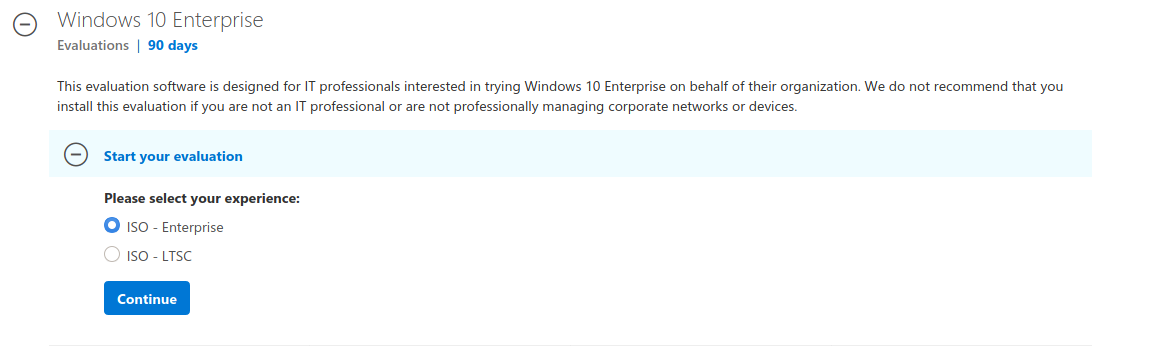 Windows 10 Enterprise
Evaluations | 90 days
This evaluation software is designed for IT professionals interested in trying Windows 10 Enterprise on behalf of their organization. We do not recommend that you
install this evaluation if you are not an IT professional or are not professionally managing corporate networks or devices.
Start your evaluation
Please select your experience:
ISO - Enterprise
ISO - LTSC
Continue